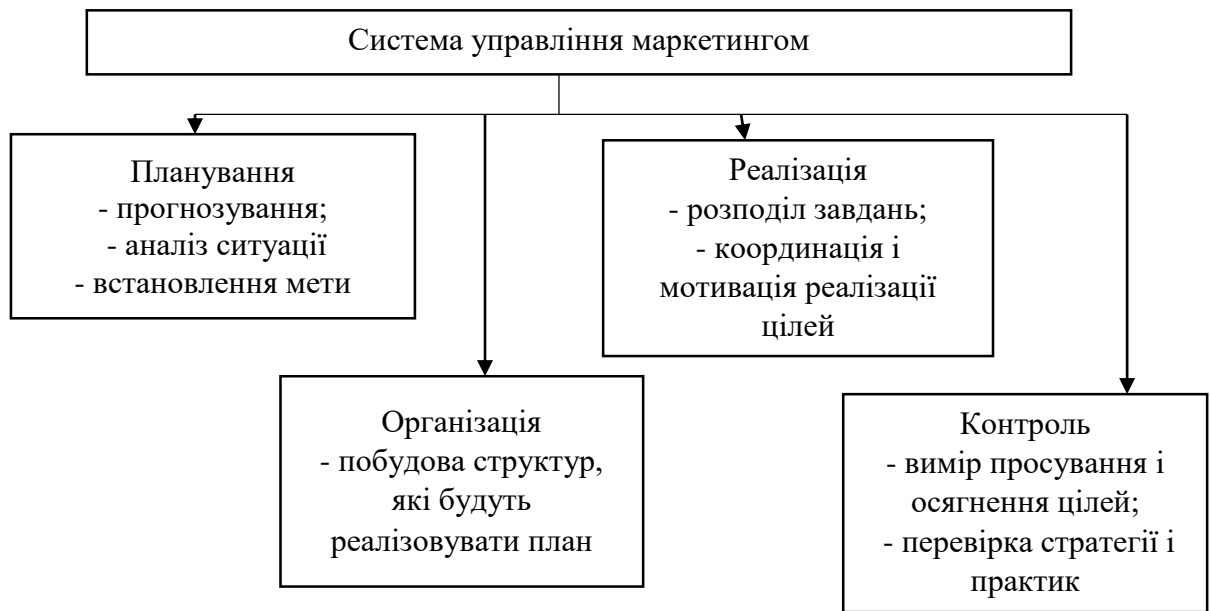 Система управління маркетингом
Планування
- прогнозування;
- аналіз ситуації
- встановлення мети
Реалізація
- розподіл завдань;
- координація і
мотивація реалізації
цілей
Організація
- побудова структур,
які будуть
реалізовувати план
Контроль
- вимір просування і
осягнення цілей;
- перевірка стратегії і
практик